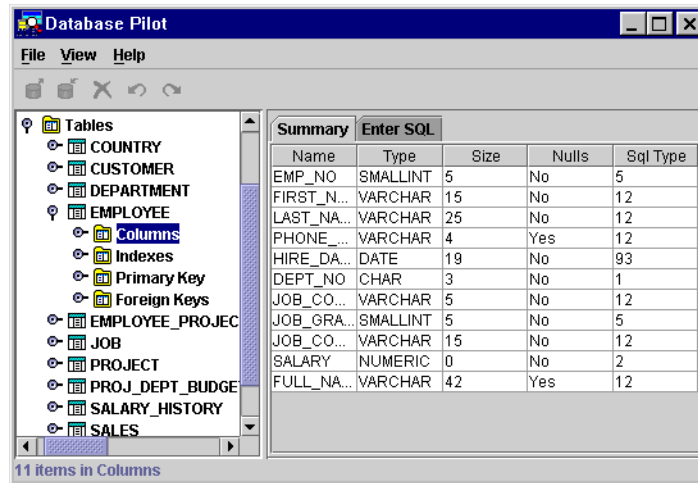 Database Pilot
File View Help
Tables
COUNTRY
CUSTOMER
DEPARTMENT
EMPLOYEE
Columns
Indexes
Primary Key
Foreign Keys
EMPLOYEE_PROJEC
JOB
PROJECT
PROJ_DEPT_BUDGE
SALARY_HISTORY
SALES
Summary Enter SQL
Name Type Size Nulls Sql Type
EMP_NO SMALLINT 5 No 5
FIRST_N... VARCHAR 15 No 12
LAST_NA... VARCHAR 25 No 12
PHONE_... VARCHAR 4 Yes 12
HIRE_DA... DATE 19 No 93
DEPT_NO CHAR 3 No 1
JOB_CO... VARCHAR 5 No 12
JOB_GRA... SMALLINT 5 No 5
JOB_CO... VARCHAR 15 No 12
SALARY NUMERIC 0 No 2
FULL_NA... VARCHAR 42 Yes 12
11 items in Columns